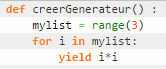 def creerGenerateur() :
    mylist = range(3)
    for i in mylist:
        yield i*i